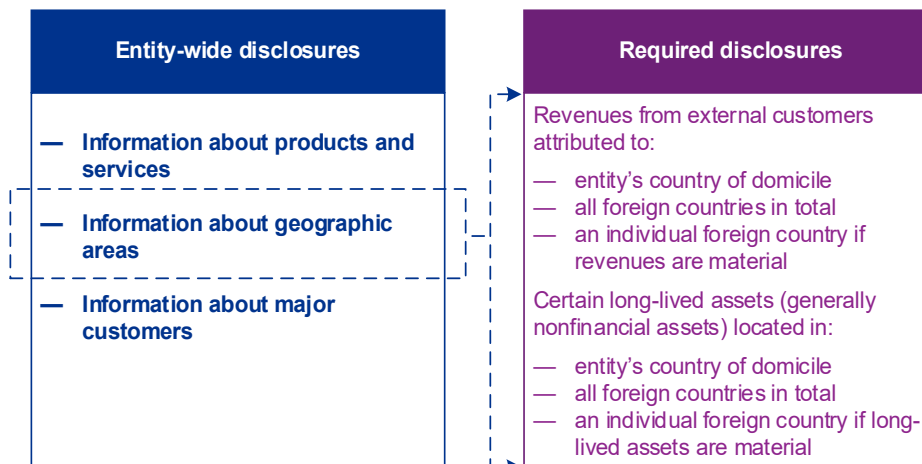 Entity-wide disclosures
— Information about products and
services
— Information about geographic
areas
— Information about major
customers
Required disclosures
Revenues from external customers
attributed to:
— entity’s country of domicile
— all foreign countries in total
— an individual foreign country if
revenues are material
Certain long-lived assets (generally
nonfinancial assets) located in:
— entity’s country of domicile
— all foreign countries in total
— an individual foreign country if long-
lived assets are material